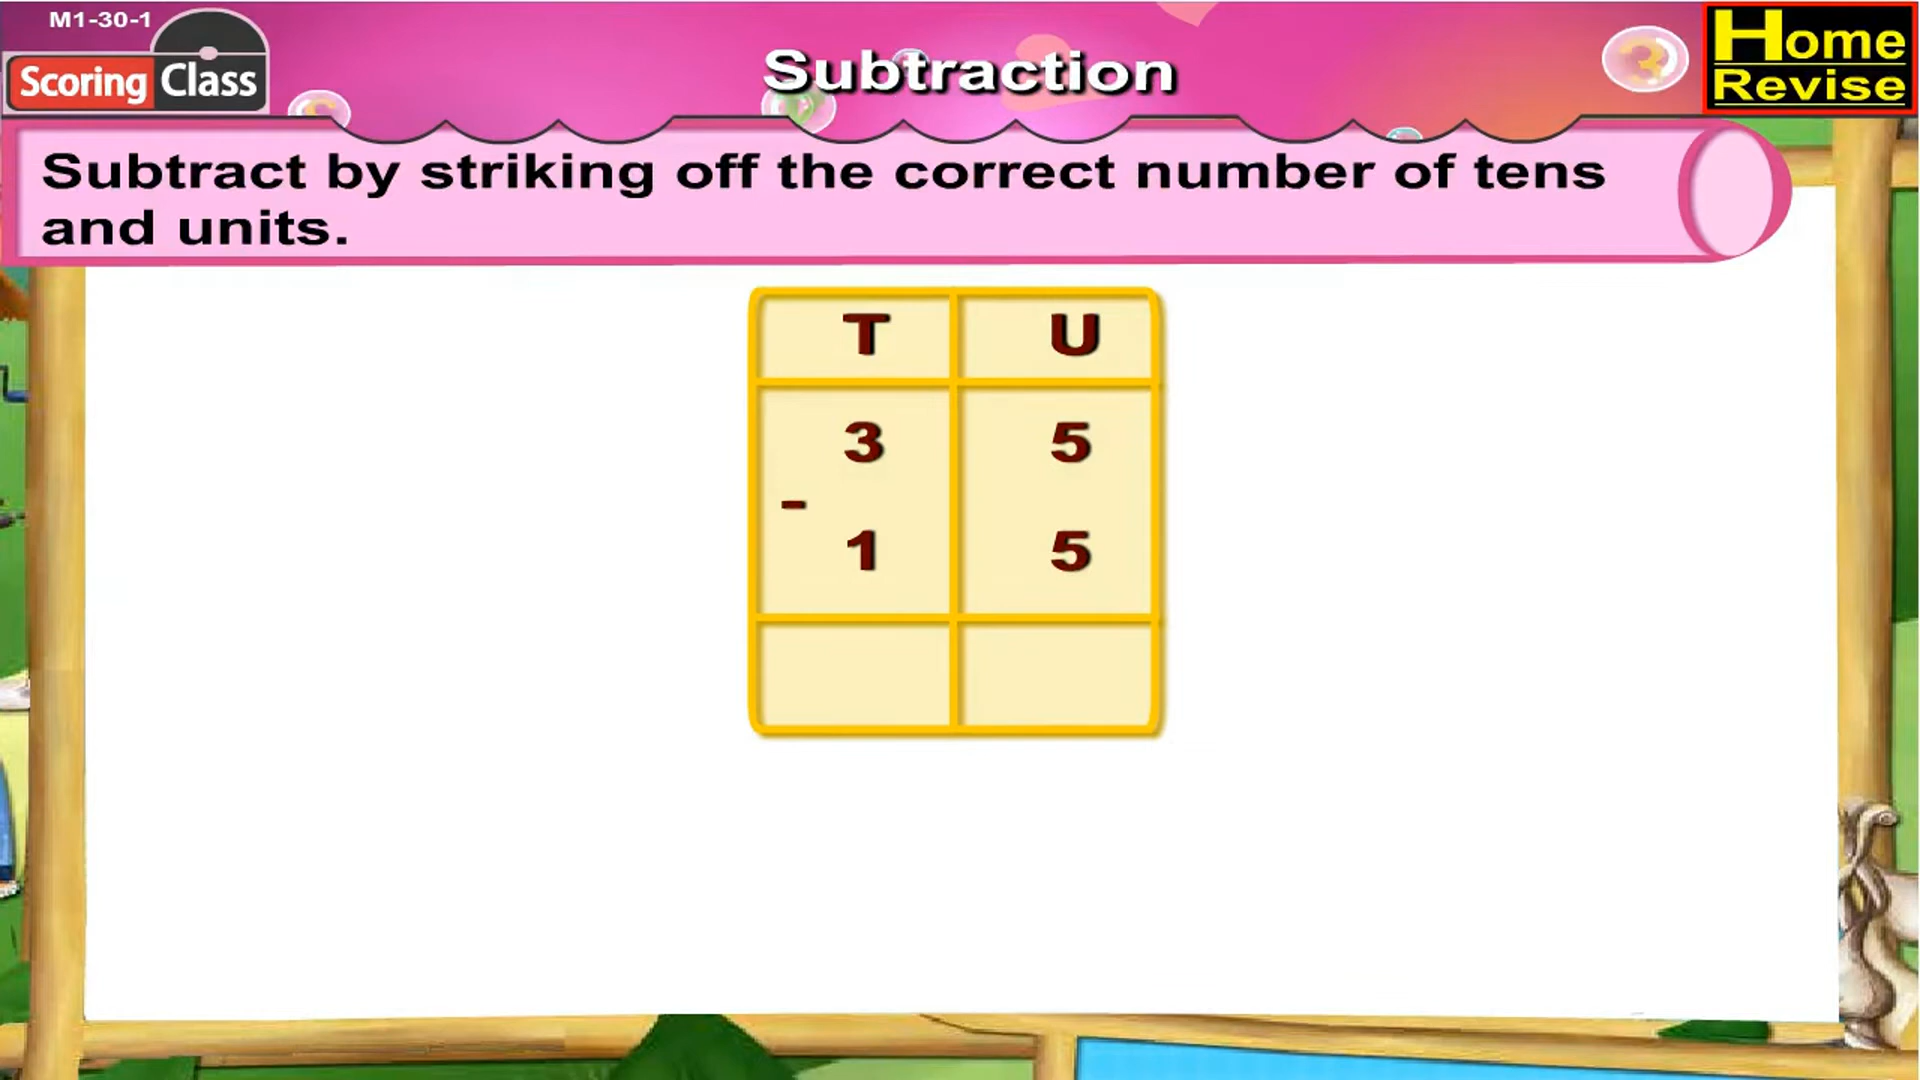 M1-30-1
Scoring Class
Subtraction
Home
Revise
Subtract by striking off the correct number of tens
and units.
T U
3 5
-
1 5